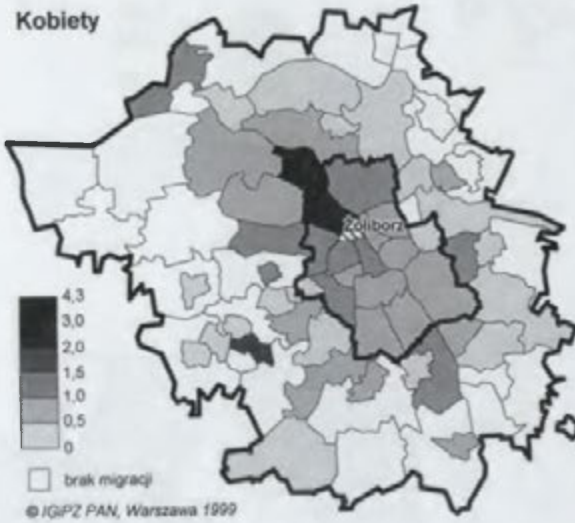 Kobiety
Żoliborz
4,3
3,0
2,0
1,5
1,0
0,5
0
brak migracji
© IGiPZ PAN, Warszawa 1999